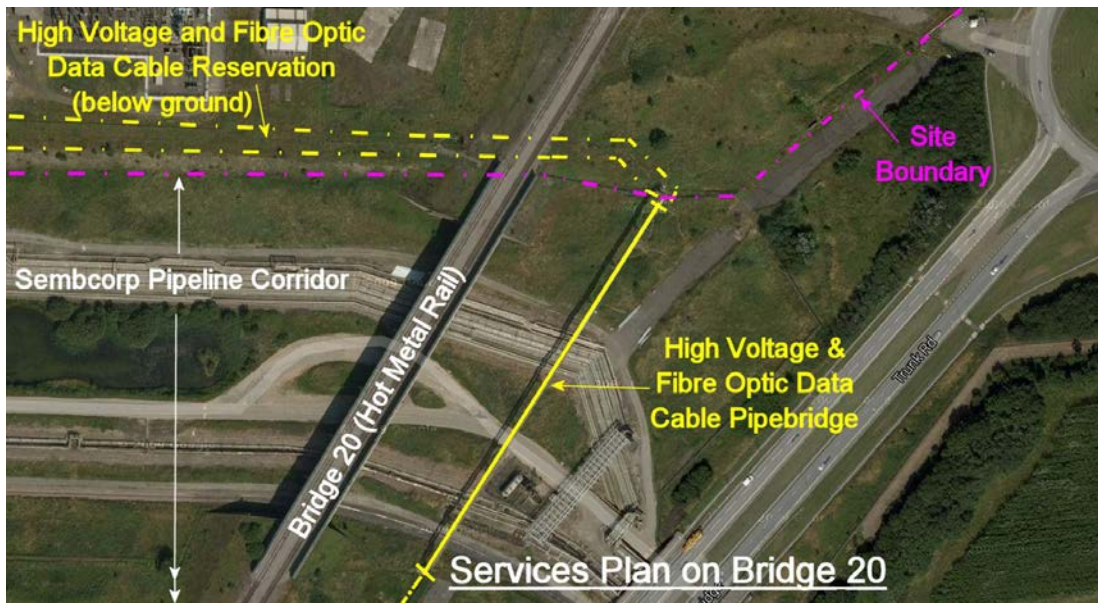 High Voltage and Fibre Optic
Data Cable Reservation
(below ground)
Site
Boundary
Sembcorp Pipeline Corridor
Bridge 20 (Hot Metal Rail)
High Voltage &
Fibre Optic Data
Cable Pipebridge
Trunk Rd
Services Plan on Bridge 20